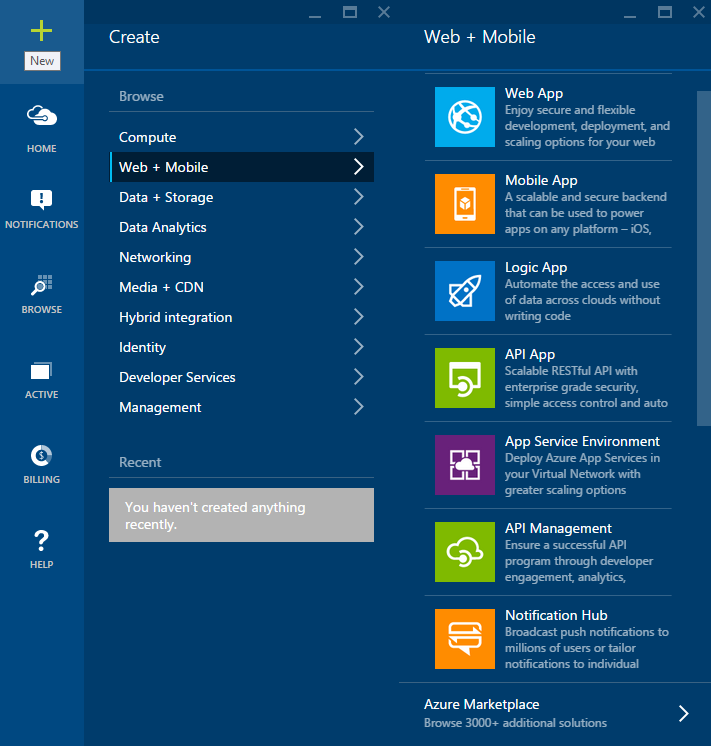 New
HOME
NOTIFICATIONS
BROWSE
ACTIVE
BILLING
HELP
Create
Browse
Compute
Web + Mobile
Data + Storage
Data Analytics
Networking
Media + CDN
Hybrid integration
Identity
Developer Services
Management
Recent
You haven't created anything
recently.
Web + Mobile
Web App
Enjoy secure and flexible
development, deployment, and
scaling options for your web
Mobile App
A scalable and secure backend
that can be used to power
apps on any platform – iOS,
Logic App
Automate the access and use
of data across clouds without
writing code
API App
Scalable RESTful API with
enterprise grade security,
simple access control and auto
App Service Environment
Deploy Azure App Services in
your Virtual Network with
greater scaling options
API Management
Ensure a successful API
program through developer
engagement, analytics,
Notification Hub
Broadcast push notifications to
millions of users or tailor
notifications to individual
Azure Marketplace
Browse 3000+ additional solutions